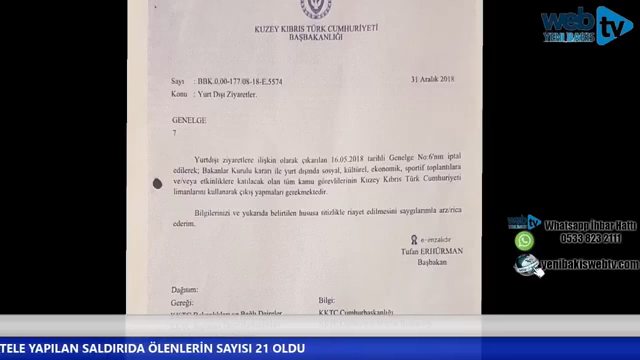 web tv
YENİBAKIŞ
KUZEY KIBRIS TÜRK CUMHURİYETİ
BAŞBAKANLIĞI
Sayı : BBK.0.00-177/08-18-E.5574
31 Aralık 2018
Konu : Yurt Dışı Ziyaretler.
GENELGE
7
Yurtdışı ziyaretlere ilişkin olarak çıkarılan 16.05.2018 tarihli Genelge No:6'nın iptal
edilerek; Bakanlar Kurulu kararı ile yurt dışında sosyal, kültürel, ekonomik, sportif toplantılara
ve/veya etkinliklere katılacak olan tüm kamu görevlilerinin Kuzey Kıbrıs Türk Cumhuriyeti
limanlarını kullanarak çıkış yapmaları gerekmektedir.
Bilgilerinizi ve yukarıda belirtilen hususa titizlikle riayet edilmesini saygılarımla arz/rica
ederim.
e-imzalıdır
Tufan ERHÜRMAN
Başbakan
web tv
Whatsapp İhbar Hattı
0533 823 2111
yenibakiswebtv.com
Dağıtım:
Gereği:
Bilgi:
KKTC Cumhurbaşkanlığı
TELE YAPILAN SALDIRIDA ÖLENLERİN SAYISI 21 OLDU